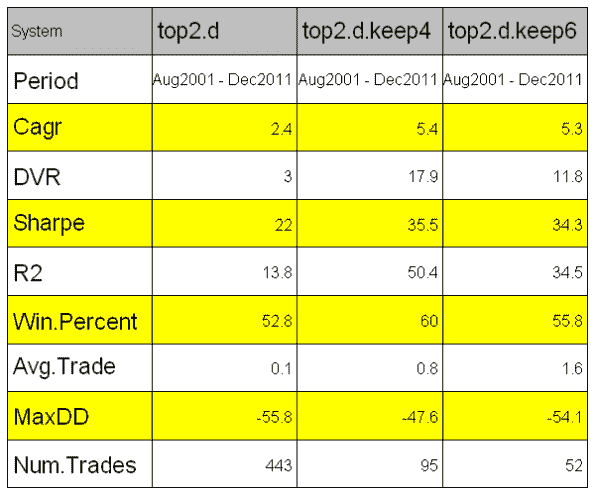 System top2.d top2.d.keep4 top2.d.keep6
Period Aug2001 - Dec2011 Aug2001 - Dec2011 Aug2001 - Dec2011
Cagr 2.4 5.4 5.3
DVR 3 17.9 11.8
Sharpe 22 35.5 34.3
R2 13.8 50.4 34.5
Win.Percent 52.8 60 55.8
Avg.Trade 0.1 0.8 1.6
MaxDD -55.8 -47.6 -54.1
Num.Trades 443 95 52